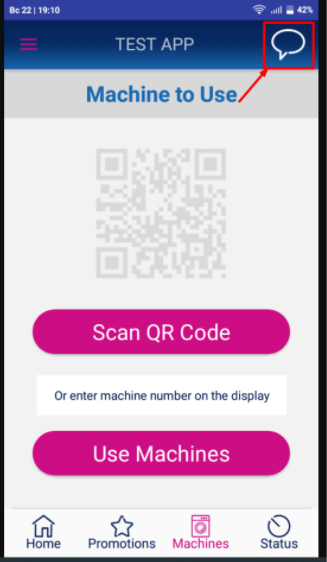 Вс 22 | 19:10 42%
TEST APP
Machine to Use
Scan QR Code
Or enter machine number on the display
Use Machines
Home Promotions Machines Status